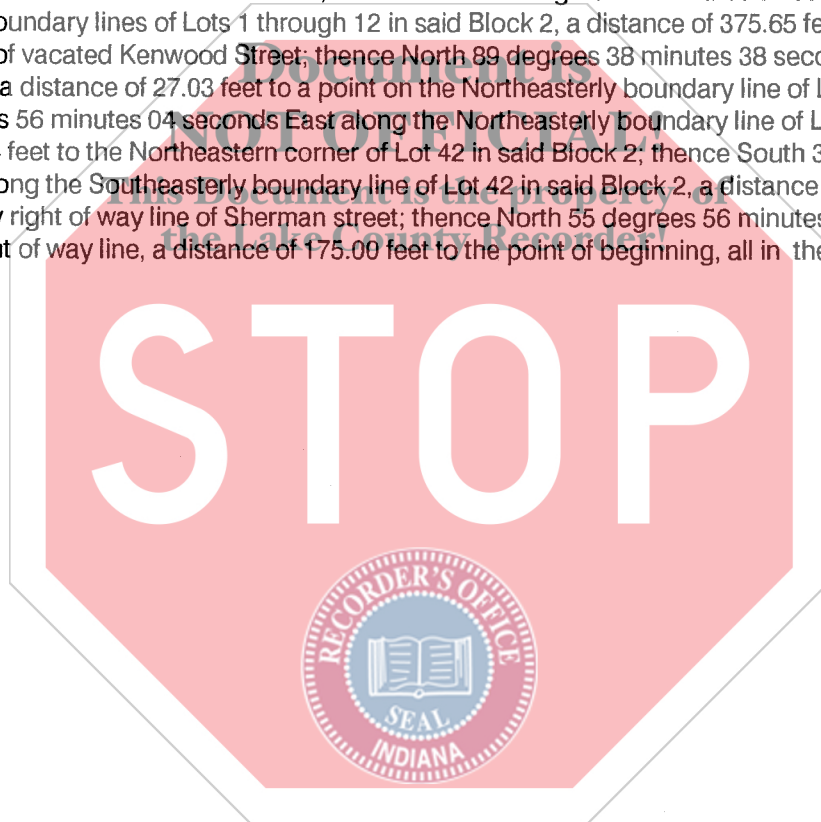 oundary lines of Lots 1 through 12 in said Block 2, a distance of 375.65 fe
of vacated Kenwood Street; thence North 89 degrees 38 minutes 38 seco
a distance of 27.03 feet to a point on the Northeasterly boundary line of L
s 56 minutes 04 seconds East along the Northeasterly boundary line of L
feet to the Northeastern corner of Lot 42 in said Block 2; thence South 3
ong the Southeasterly boundary line of Lot 42 in said Block 2, a distance
y right of way line of Sherman street; thence North 55 degrees 56 minutes
t of way line, a distance of 175.00 feet to the point of beginning, all in the
Document is
NOT OFFICIAL!
This Document is the property of
the Lake County Recorder!
STOP
RECORDER'S OFFICE
SEAL
INDIANA